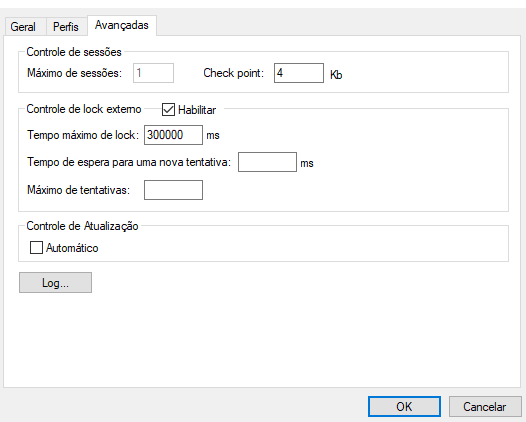 Geral Perfis Avançadas
Controle de sessões
Máximo de sessões: 1 Check point: 4 Kb
Controle de lock externo Habilitar
Tempo máximo de lock: 300000 ms
Tempo de espera para uma nova tentativa: ms
Máximo de tentativas:
Controle de Atualização
Automático
Log...
OK Cancelar